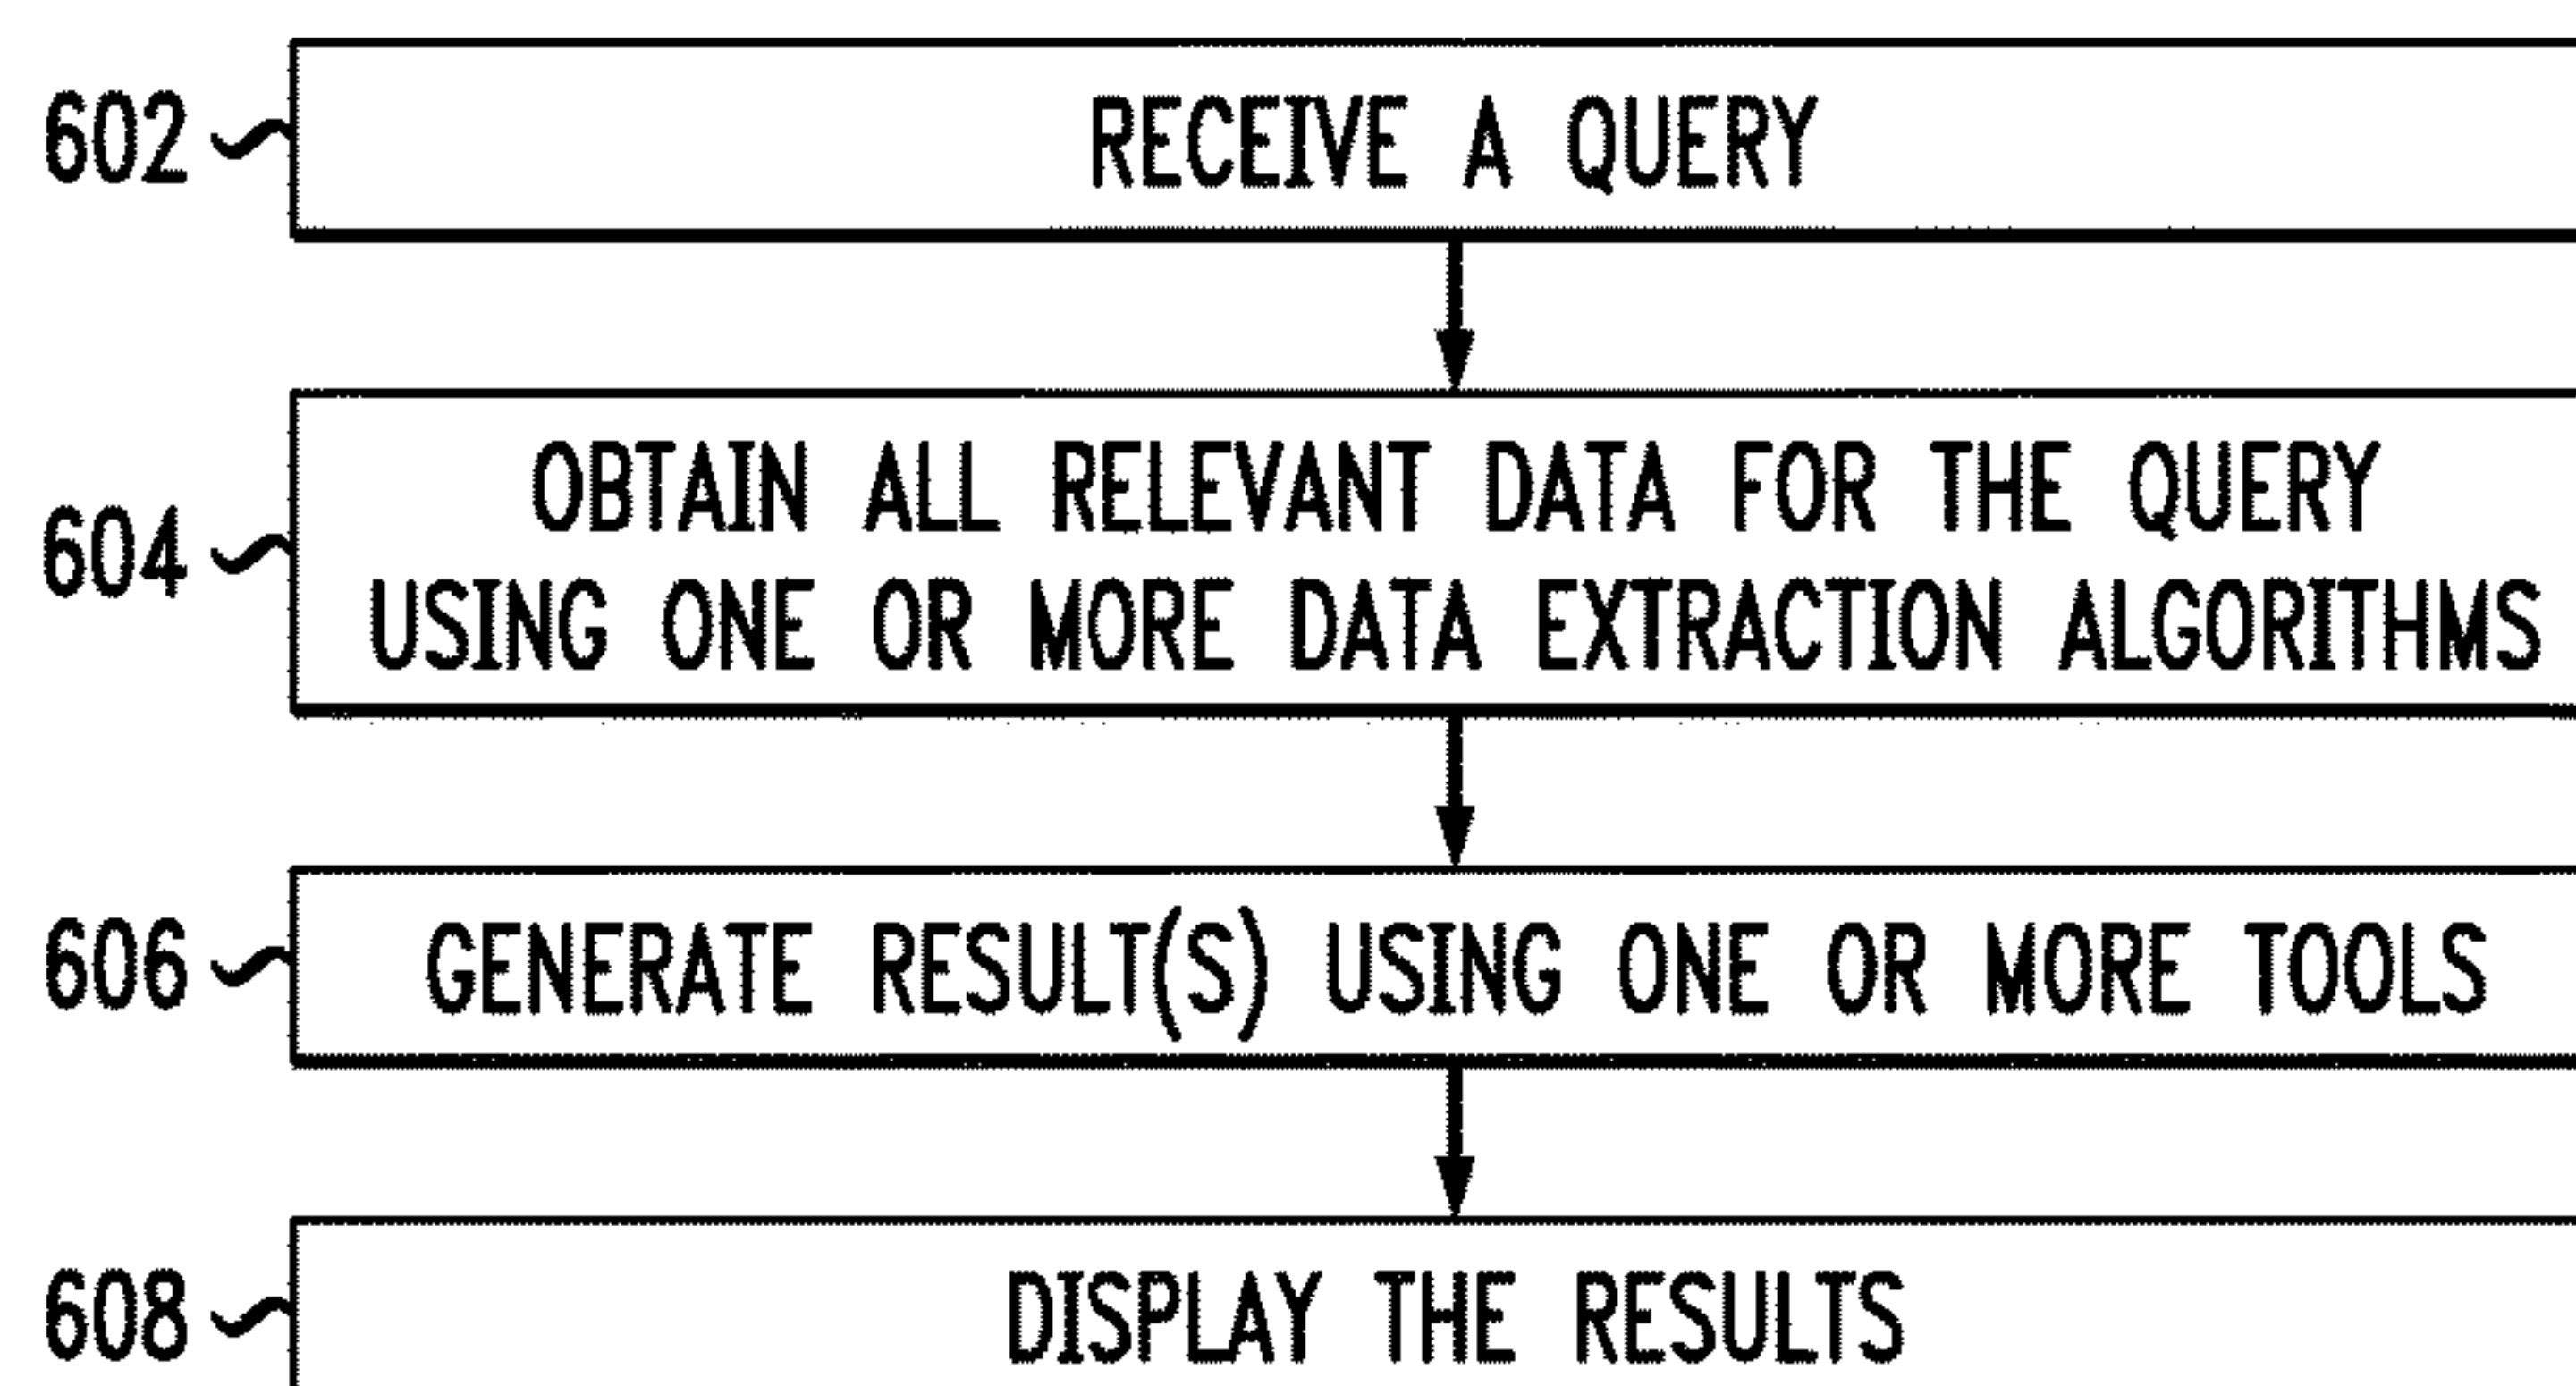 602 RECEIVE A QUERY
OBTAIN ALL RELEVANT DATA FOR THE QUERY
604
USING ONE OR MORE DATA EXTRACTION ALGORITHMS
606 GENERATE RESULT(S) USING ONE OR MORE TOOLS
608 DISPLAY THE RESULTS